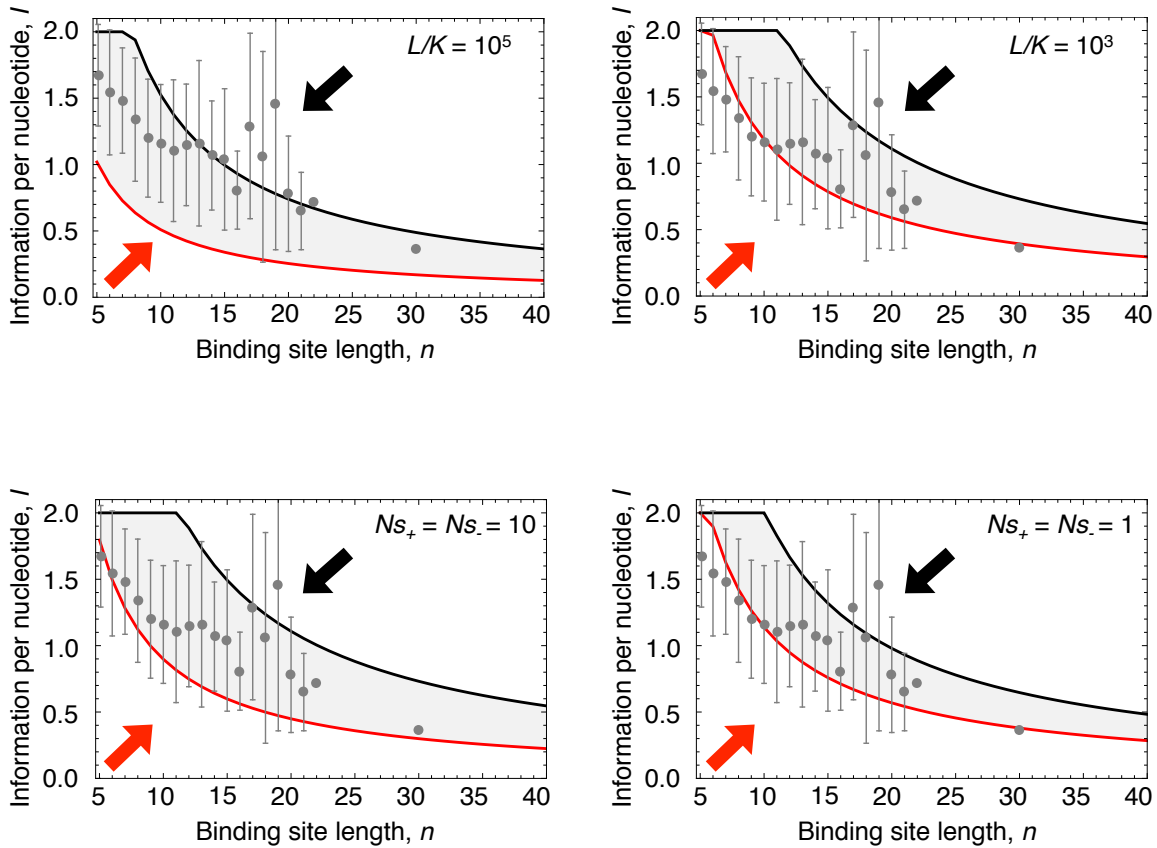 L/K = 10⁵
Information per nucleotide, I
2.0
1.5
1.0
0.5
0.0
5 10 15 20 25 30 35 40
Binding site length, n
L/K = 10³
Information per nucleotide, I
2.0
1.5
1.0
0.5
0.0
5 10 15 20 25 30 35 40
Binding site length, n
Ns₊ = Ns₋ = 10
Information per nucleotide, I
2.0
1.5
1.0
0.5
0.0
5 10 15 20 25 30 35 40
Binding site length, n
Ns₊ = Ns₋ = 1
Information per nucleotide, I
2.0
1.5
1.0
0.5
0.0
5 10 15 20 25 30 35 40
Binding site length, n